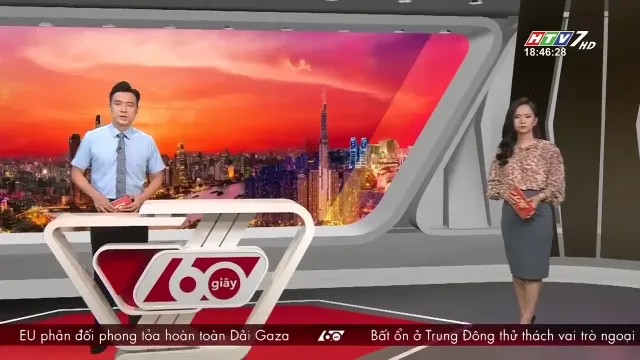 HTV7 HD
18:46:28
60 giây
EU phản đối phong tỏa hoàn toàn Dải Gaza 60 Bất ổn ở Trung Đông thử thách vai trò ngoại